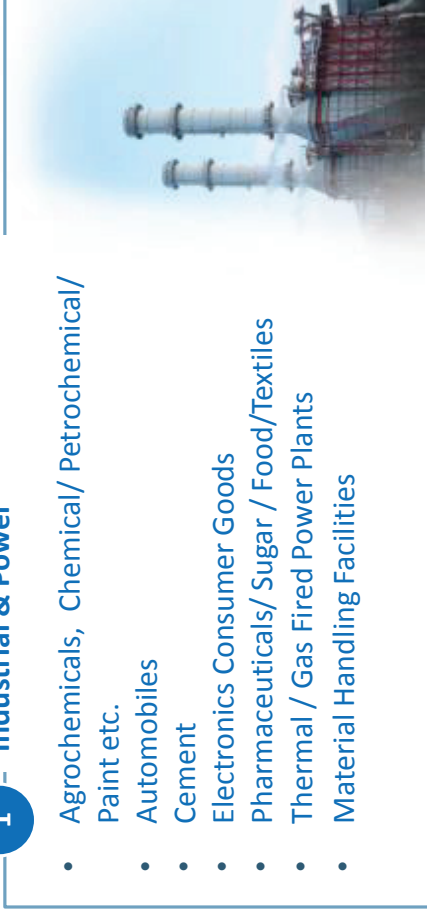 1 Industrial & Power
• Agrochemicals, Chemical/ Petrochemical/
Paint etc.
• Automobiles
• Cement
• Electronics Consumer Goods
• Pharmaceuticals/ Sugar / Food/Textiles
• Thermal / Gas Fired Power Plants
• Material Handling Facilities